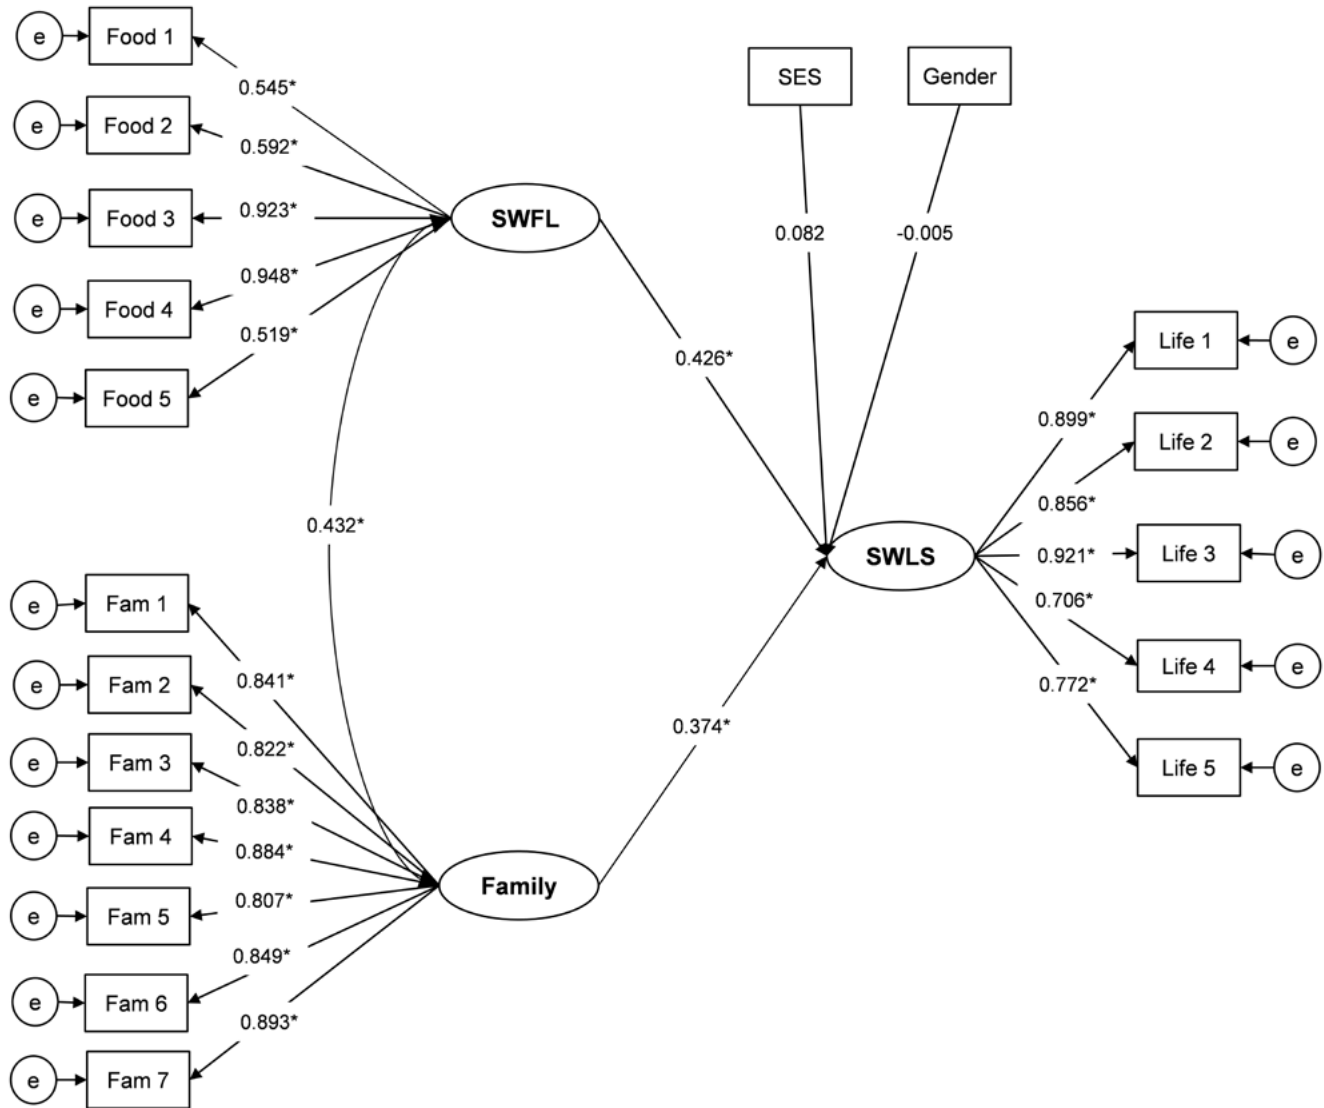 e
Food 1
0.545*
e
Food 2
0.592*
e
Food 3
0.923*
e
Food 4
0.948*
e
Food 5
0.519*
SWFL
SES
Gender
0.082
-0.005
0.426*
0.432*
0.374*
SWLS
Life 1
e
0.899*
Life 2
e
0.856*
Life 3
e
0.921*
Life 4
e
0.706*
Life 5
e
0.772*
e
Fam 1
0.841*
e
Fam 2
0.822*
e
Fam 3
0.838*
e
Fam 4
0.884*
e
Fam 5
0.807*
e
Fam 6
0.849*
e
Fam 7
0.893*
Family